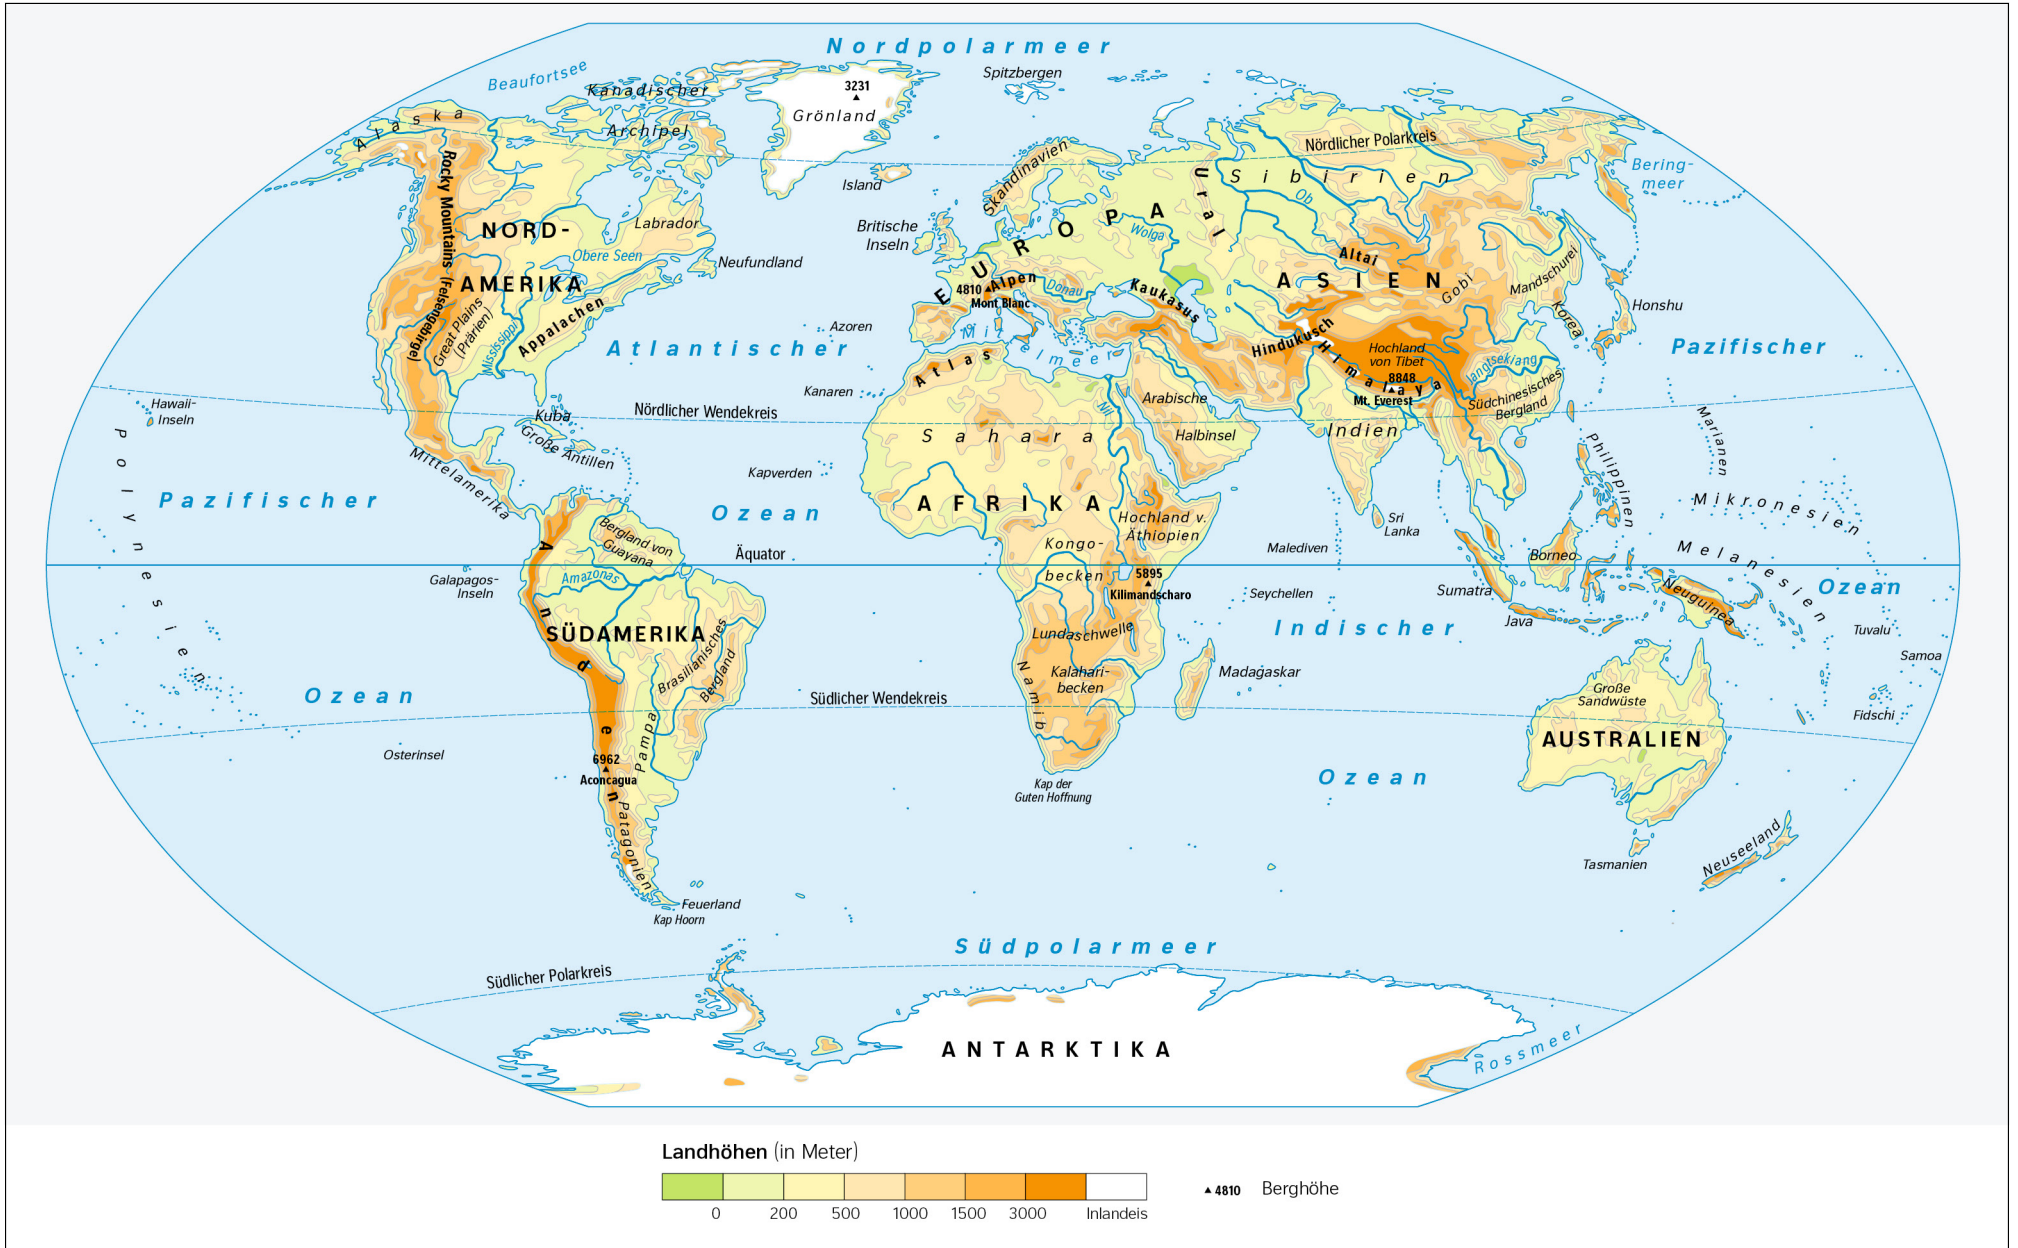 Nordpolarmeer
Beaufortsee
Spitzbergen
Kanadischer
Archipel
3231
Grönland
Alaska
Nördlicher Polarkreis
Bering-
meer
Island
Skandinavien
Ural
Sibirien
Ob
Rocky Mountains (Felsengebirge)
NORD-
AMERIKA
Labrador
Obere Seen
Neufundland
Britische
Inseln
EUROPA
Wolga
Altai
ASIEN
Gobi
Mandschurei
Great Plains
(Prärien)
Mississippi
Appalachen
4810
Alpen
Mont Blanc
Donau
Kaukasus
Korea
Honshu
Azoren
Mittelmeer
Atlantischer
Hindukusch
Himalaya
Hochland
von Tibet
8848
Mt. Everest
Jangtsekiang
Südchinesisches
Bergland
Pazifischer
Atlas
Kanaren
Nil
Arabische
Halbinsel
Hawaii-
Inseln
Nördlicher Wendekreis
Kuba
Große Antillen
Sahara
Indien
Marianen
Philippinen
Polynesien
Mittelamerika
Kapverden
Pazifischer
Ozean
AFRIKA
Mikronesien
Hochland v.
Äthiopien
Sri
Lanka
Bergland von
Guayana
Äquator
Kongo-
becken
Malediven
Borneo
Melanesien
Galapagos-
Inseln
Amazonas
5895
Kilimandscharo
Seychellen
Sumatra
Neuguinea
Ozean
Java
Anden
SÜDAMERIKA
Brasilianisches
Bergland
Lundaschwelle
Indischer
Tuvalu
Samoa
Namib
Kalahari-
becken
Madagaskar
Ozean
Südlicher Wendekreis
Große
Sandwüste
Fidschi
Pampa
AUSTRALIEN
Osterinsel
6962
Aconcagua
Kap der
Guten Hoffnung
Ozean
Patagonien
Tasmanien
Neuseeland
Feuerland
Kap Hoorn
Südpolarmeer
Südlicher Polarkreis
ANTARKTIKA
Rossmeer
Landhöhen (in Meter)
0 200 500 1000 1500 3000 Inlandeis
4810 Berghöhe